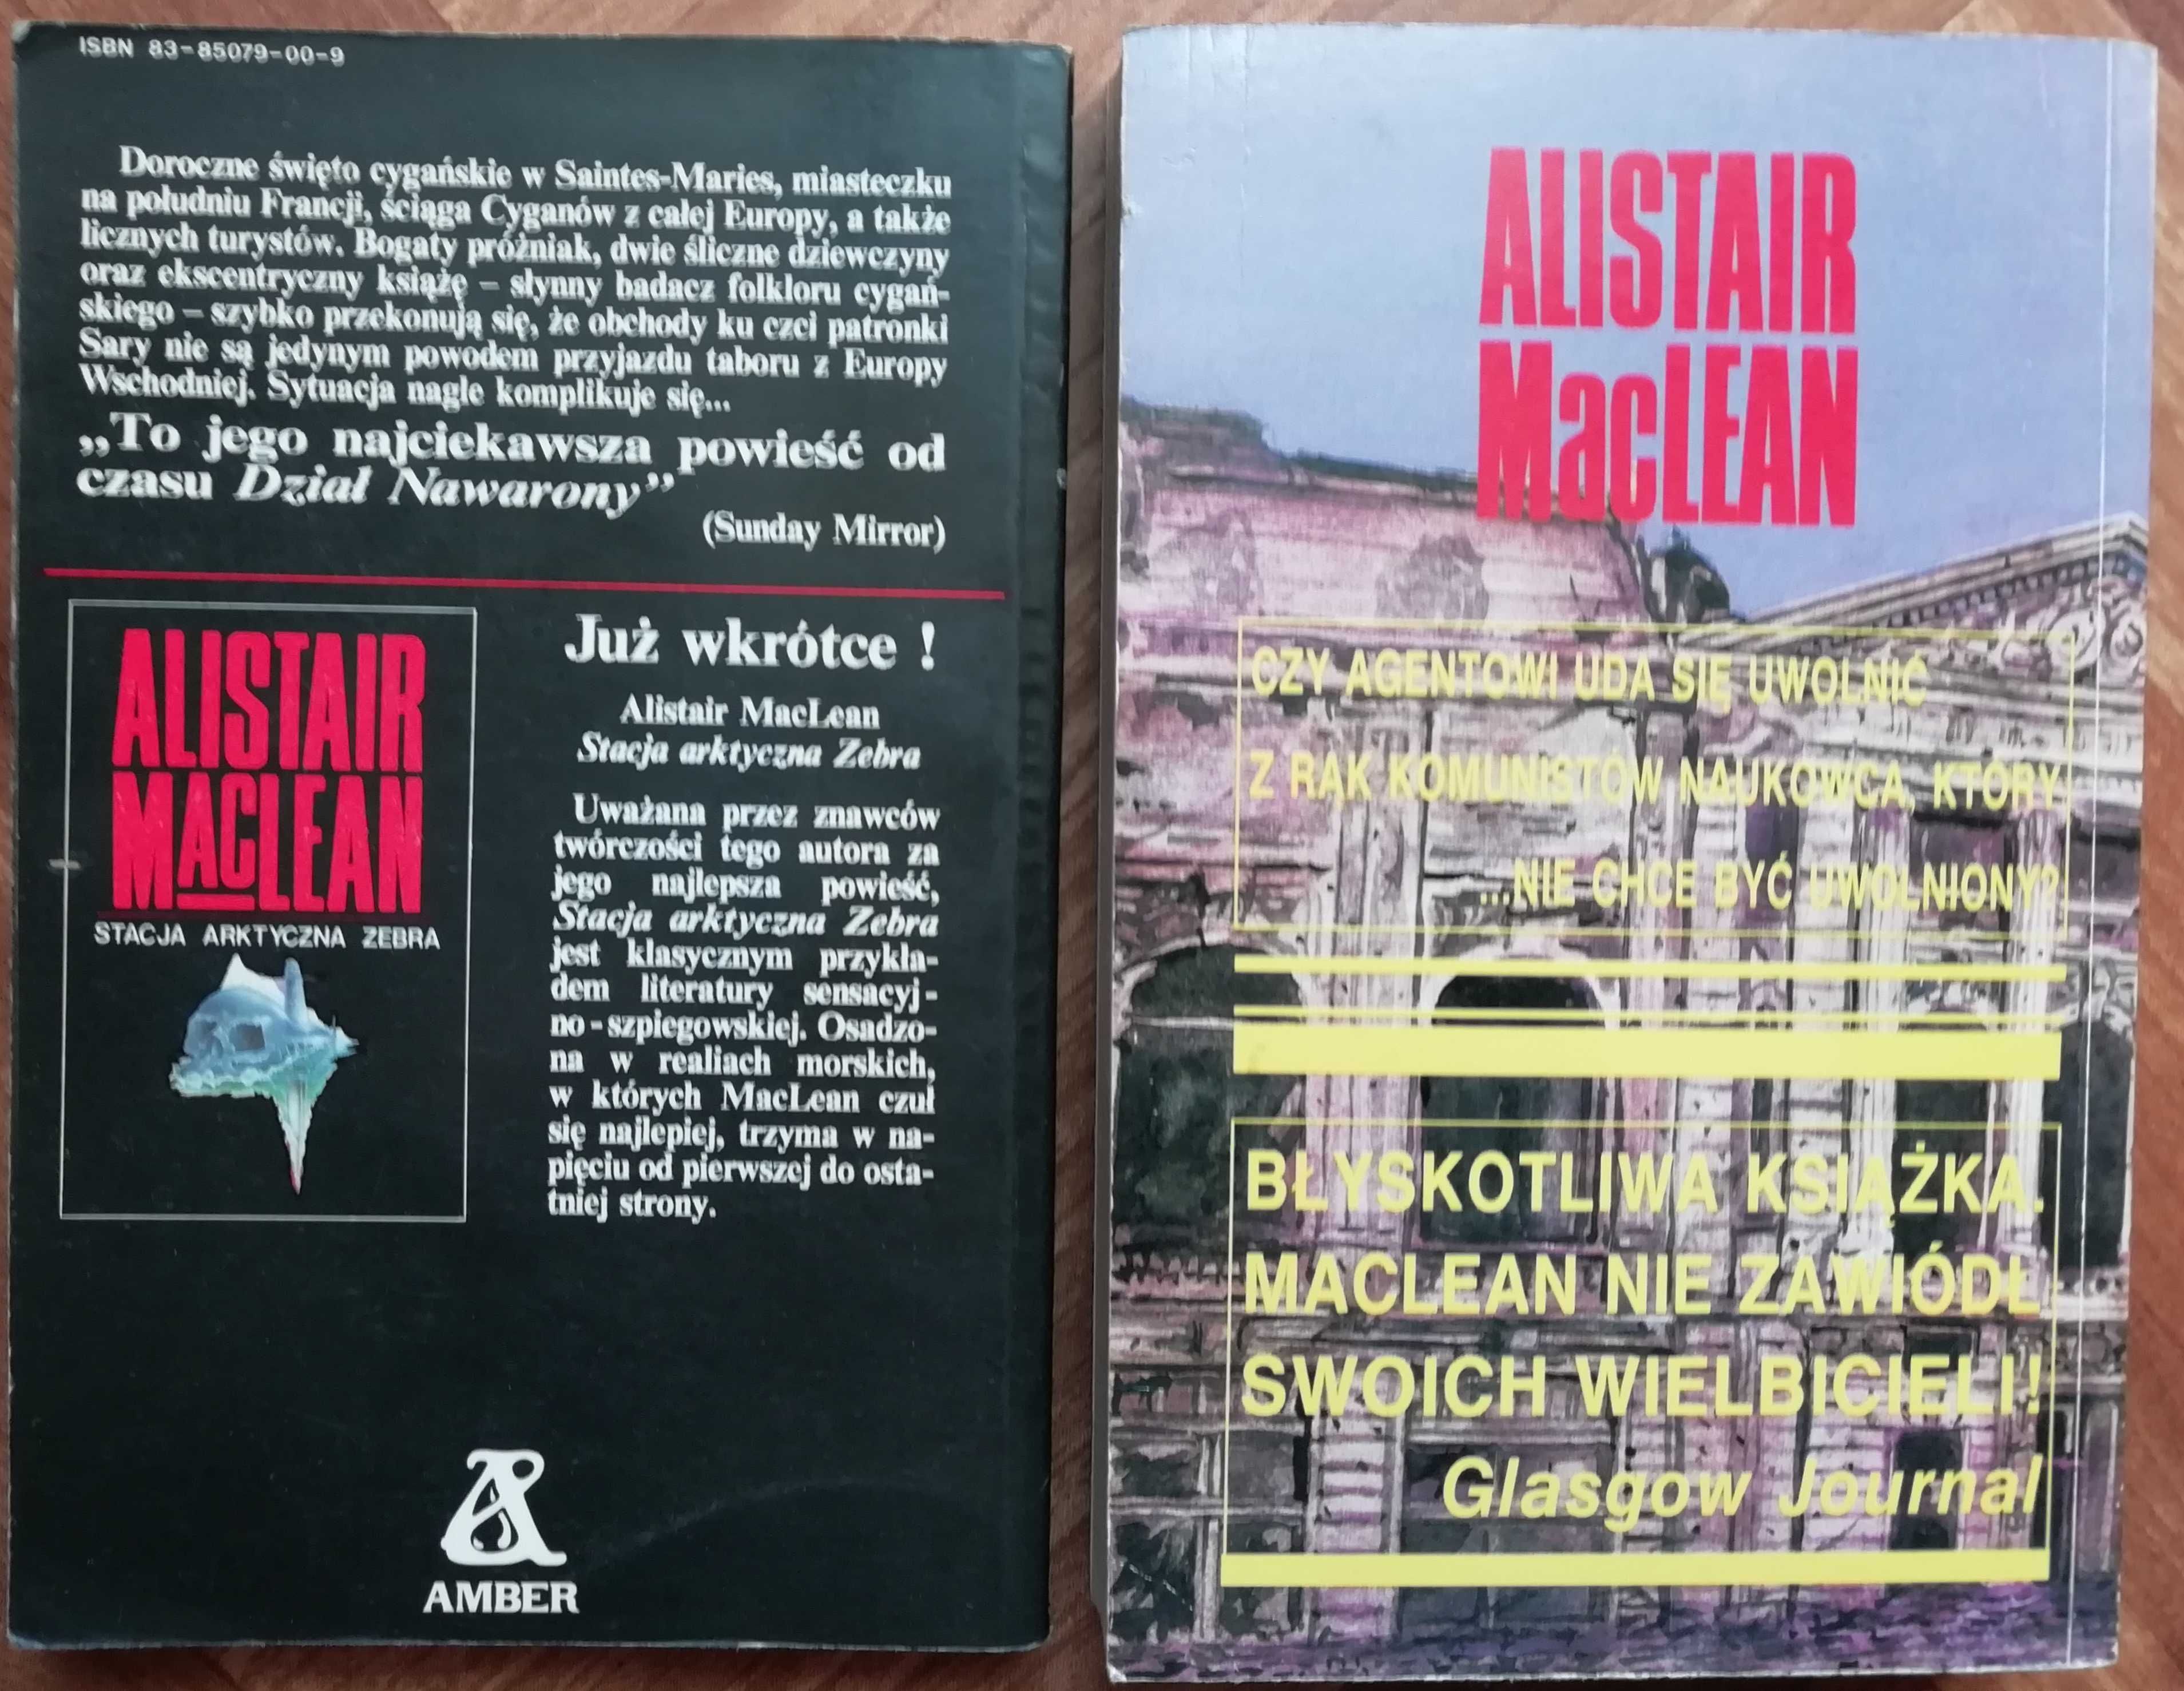 ISBN 83-85079-00-9
Doroczne święto cygańskie w Saintes-Maries, miasteczku
na południu Francji, ściąga Cyganów z całej Europy, a także
licznych turystów. Bogaty próżniak, dwie śliczne dziewczyny
oraz ekscentryczny książę – słynny badacz folkloru cygań-
skiego – szybko przekonują się, że obchody ku czci patronki
Sary nie są jedynym powodem przyjazdu taboru z Europy
Wschodniej. Sytuacja nagle komplikuje się...
„To jego najciekawsza powieść od
czasu Dział Nawarony”
(Sunday Mirror)
ALISTAIR
MACLEAN
STACJA ARKTYCZNA ZEBRA
Już wkrótce !
Alistair MacLean
Stacja arktyczna Zebra
Uważana przez znawców
twórczości tego autora za
jego najlepsza powieść,
Stacja arktyczna Zebra
jest klasycznym przykła-
dem literatury sensacyj-
no-szpiegowskiej. Osadzo-
na w realiach morskich,
w których MacLean czuł
się najlepiej, trzyma w na-
pięciu od pierwszej do osta-
tniej strony.
AMBER
ALISTAIR
MacLEAN
CZY AGENTOWI UDA SIĘ UWOLNIĆ
Z RĄK KOMUNISTÓW NAUKOWCA, KTÓRY
...NIE CHCE BYĆ UWOLNIONY?
BŁYSKOTLIWA KSIĄŻKA.
MACLEAN NIE ZAWIÓDŁ
SWOICH WIELBICIELI!
Glasgow Journal